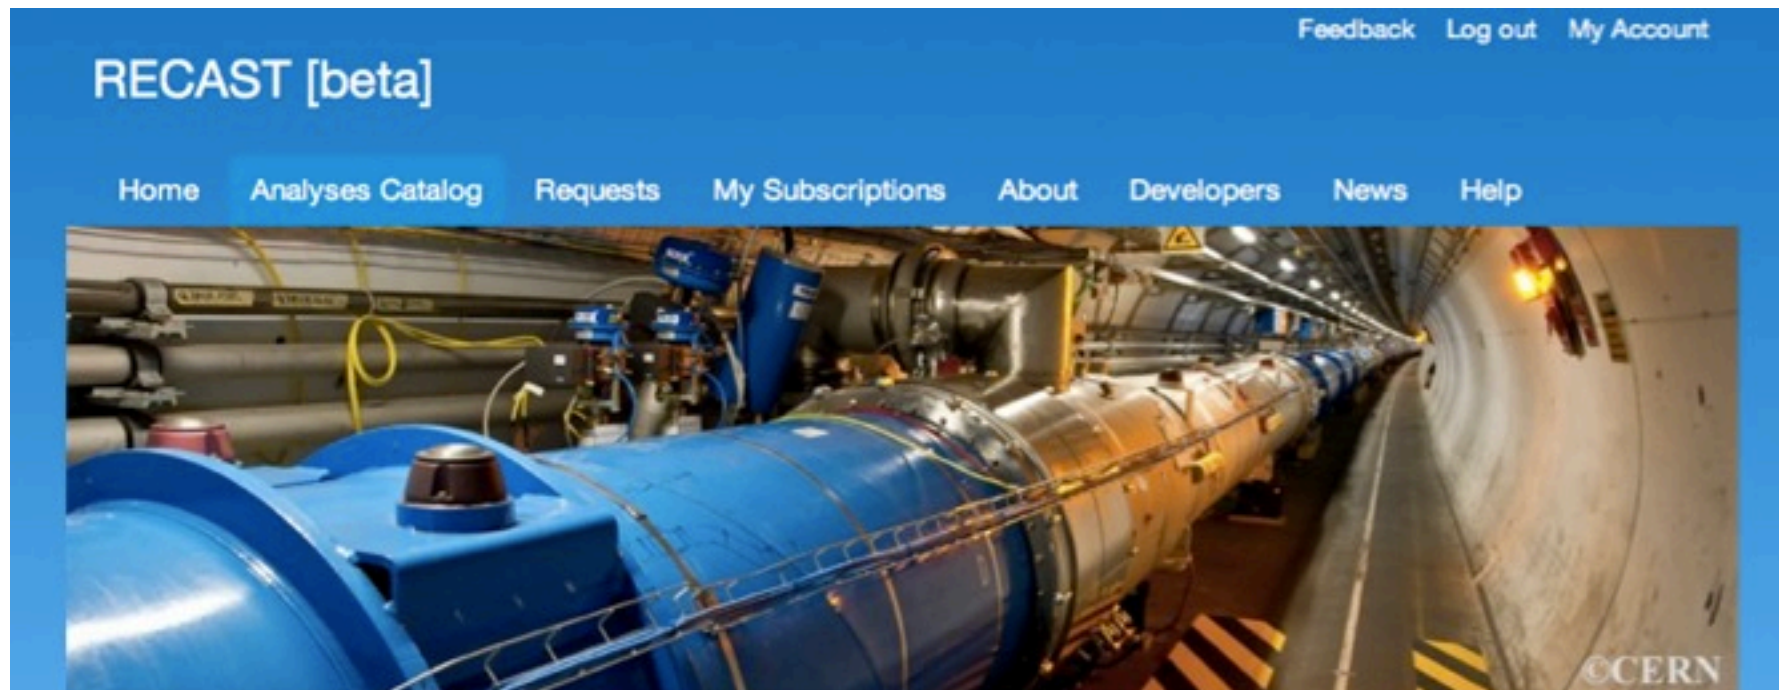 Feedback Log out My Account
RECAST [beta]
Home Analyses Catalog Requests My Subscriptions About Developers News Help
©CERN